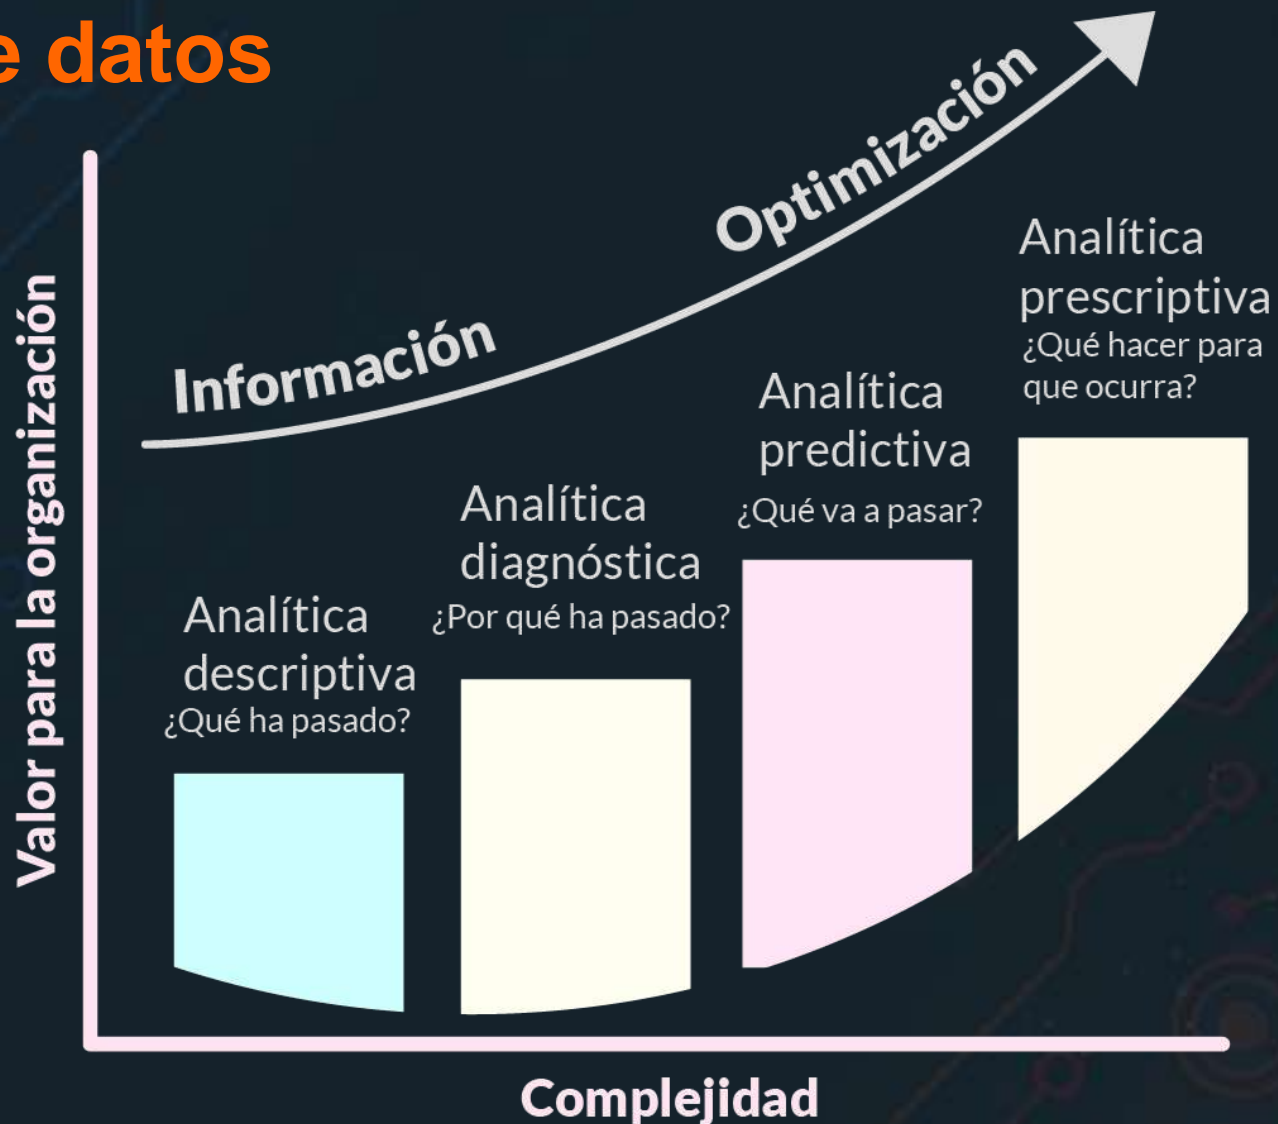 e datos
Optimización
Información
Analítica
prescriptiva
¿Qué hacer para
que ocurra?
Analítica
predictiva
¿Qué va a pasar?
Analítica
diagnóstica
¿Por qué ha pasado?
Analítica
descriptiva
¿Qué ha pasado?
Valor para la organización
Complejidad